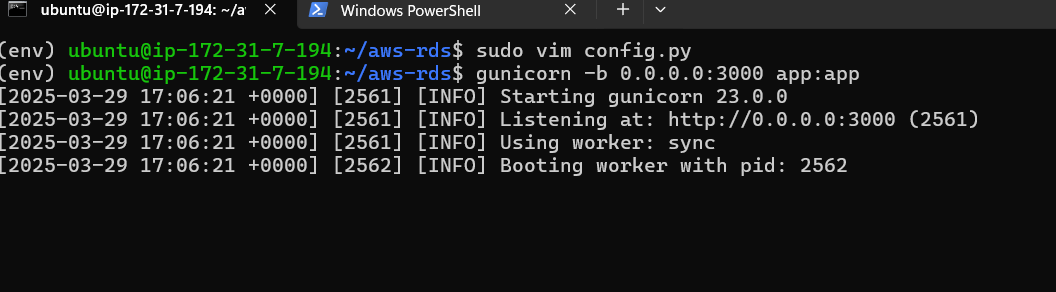 ubuntu@ip-172-31-7-194: ~/a Windows PowerShell
(env) ubuntu@ip-172-31-7-194:~/aws-rds$ sudo vim config.py
(env) ubuntu@ip-172-31-7-194:~/aws-rds$ gunicorn -b 0.0.0.0:3000 app:app
[2025-03-29 17:06:21 +0000] [2561] [INFO] Starting gunicorn 23.0.0
[2025-03-29 17:06:21 +0000] [2561] [INFO] Listening at: http://0.0.0.0:3000 (2561)
[2025-03-29 17:06:21 +0000] [2561] [INFO] Using worker: sync
[2025-03-29 17:06:21 +0000] [2562] [INFO] Booting worker with pid: 2562